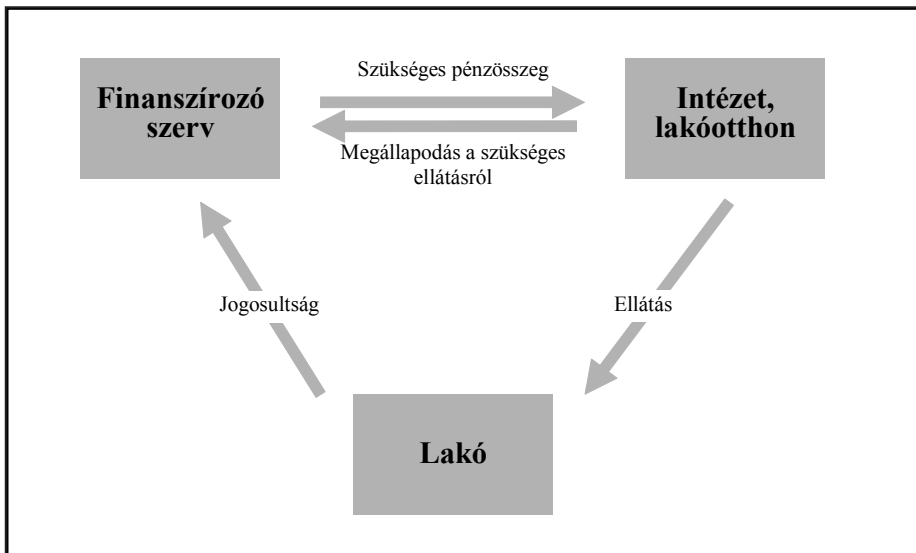 Szükséges pénzösszeg
Finanszírozó
szerv
Intézet,
lakóotthon
Megállapodás a szükséges
ellátásról
Jogosultság
Ellátás
Lakó